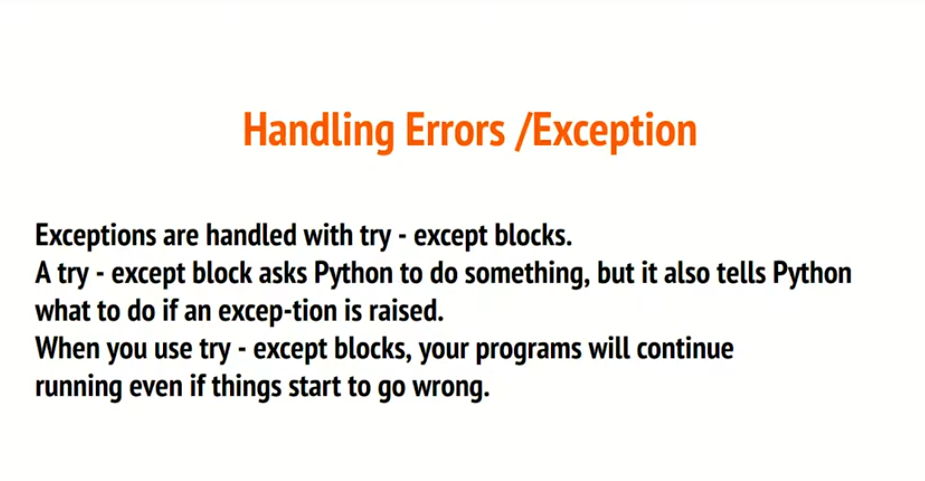 Handling Errors /Exception
Exceptions are handled with try - except blocks.
A try - except block asks Python to do something, but it also tells Python
what to do if an excep-tion is raised.
When you use try - except blocks, your programs will continue
running even if things start to go wrong.